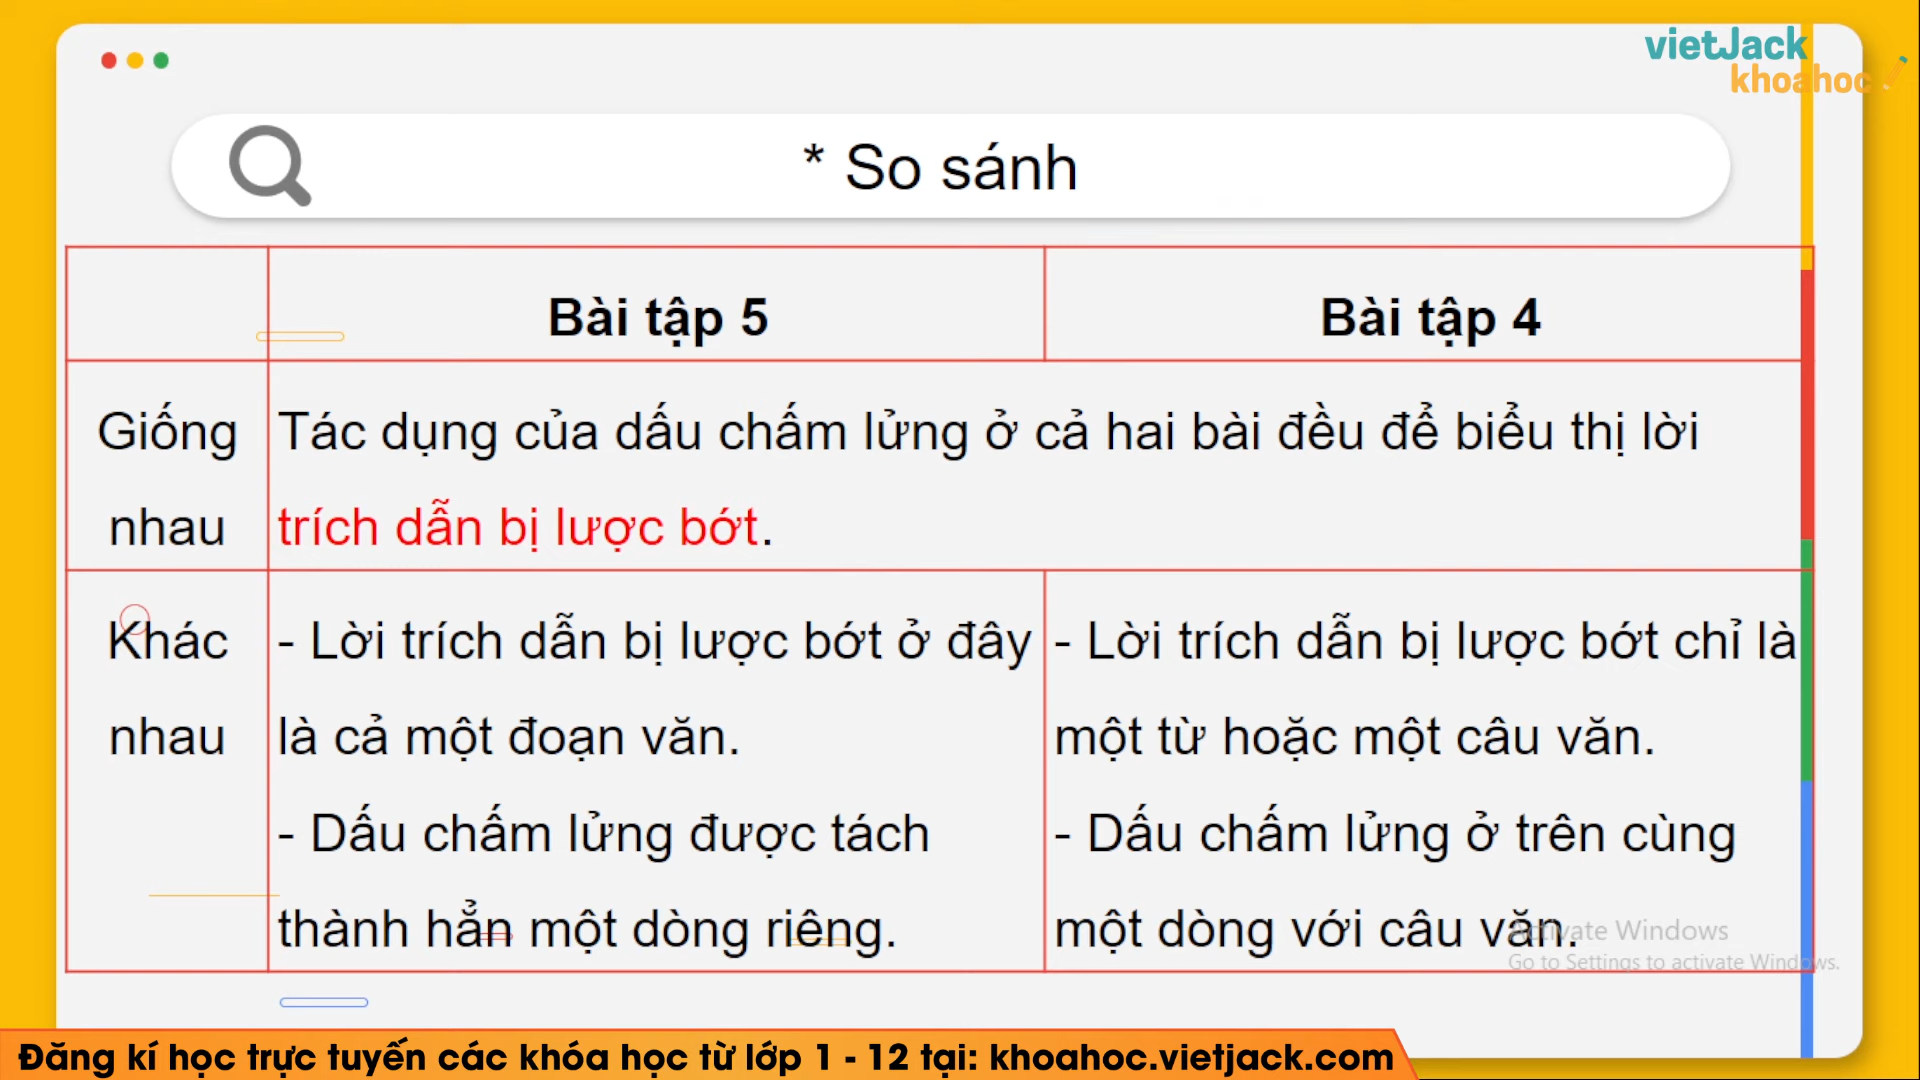 vietJack
khoahoc
* So sánh
Bài tập 5
Bài tập 4
Giống
nhau
Tác dụng của dấu chấm lửng ở cả hai bài đều để biểu thị lời
trích dẫn bị lược bớt.
Khác
nhau
- Lời trích dẫn bị lược bớt ở đây
là cả một đoạn văn.
- Dấu chấm lửng được tách
thành hẳn một dòng riêng.
- Lời trích dẫn bị lược bớt chỉ là
một từ hoặc một câu văn.
- Dấu chấm lửng ở trên cùng
một dòng với câu văn.
Activate Windows
Go to Settings to activate Windows.
Đăng kí học trực tuyến các khóa học từ lớp 1 - 12 tại: khoahoc.vietjack.com